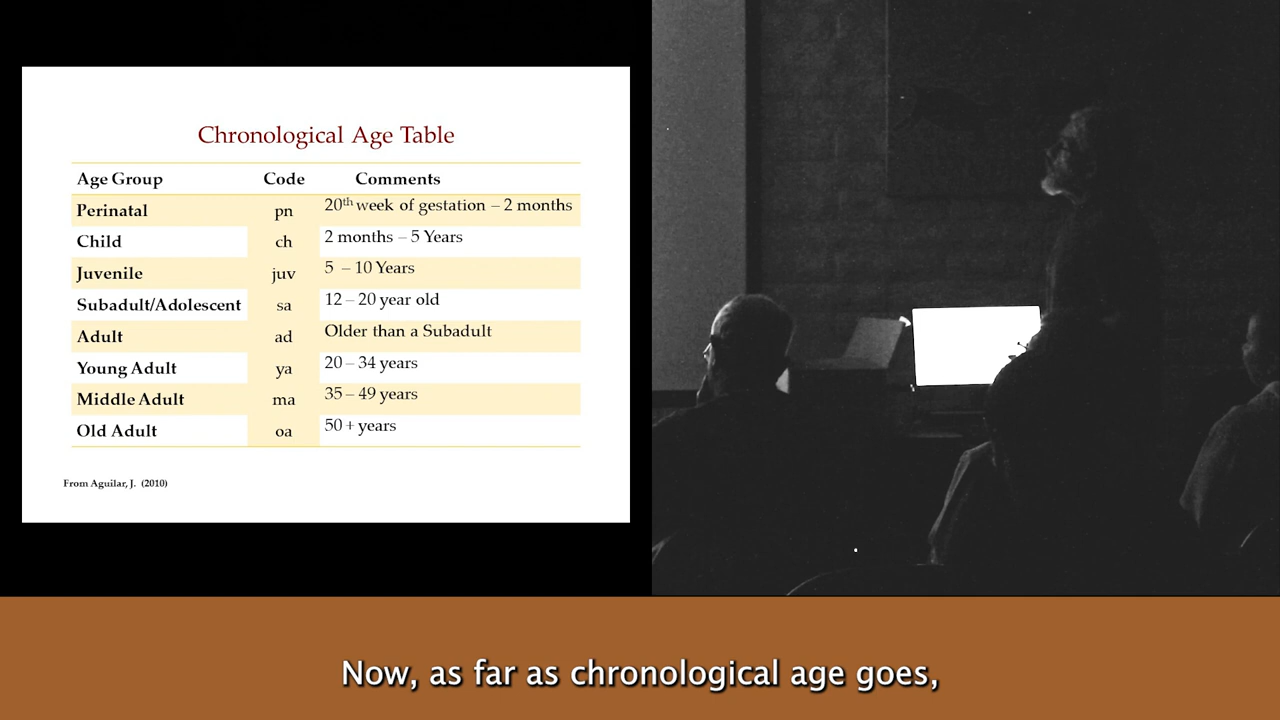 Chronological Age Table
Age Group Code Comments
Perinatal pn 20th week of gestation – 2 months
Child ch 2 months – 5 Years
Juvenile juv 5 – 10 Years
Subadult/Adolescent sa 12 – 20 year old
Adult ad Older than a Subadult
Young Adult ya 20 – 34 years
Middle Adult ma 35 – 49 years
Old Adult oa 50 + years
From Aguilar, J. (2010)
Now, as far as chronological age goes,